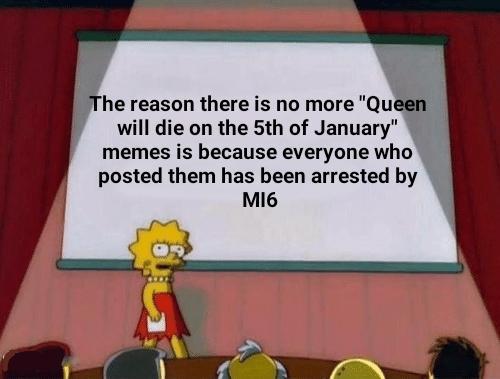 The reason there is no more "Queen
will die on the 5th of January"
memes is because everyone who
posted them has been arrested by
MI6